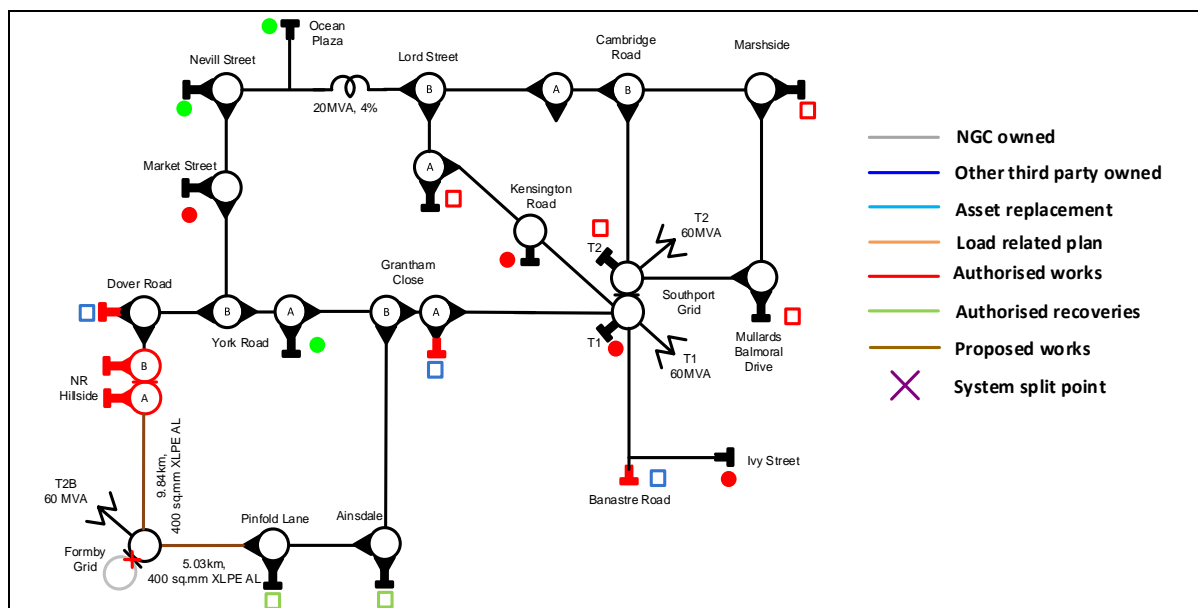 Ocean
Plaza
Nevill Street
Lord Street
Cambridge
Road
Marshside
B
A
B
20MVA, 4%
A
Market Street
Kensington
Road
T2
T2
60MVA
Dover Road
Grantham
Close
Southport
Grid
B
A
B
A
York Road
T1
T1
60MVA
Mullards
Balmoral
Drive
B
NR
Hillside
A
9.84km,
400 sq.mm XLPE AL
Ivy Street
Banastre Road
T2B
60 MVA
Pinfold Lane
Ainsdale
Formby
Grid
5.03km,
400 sq.mm XLPE AL
NGC owned
Other third party owned
Asset replacement
Load related plan
Authorised works
Authorised recoveries
Proposed works
System split point